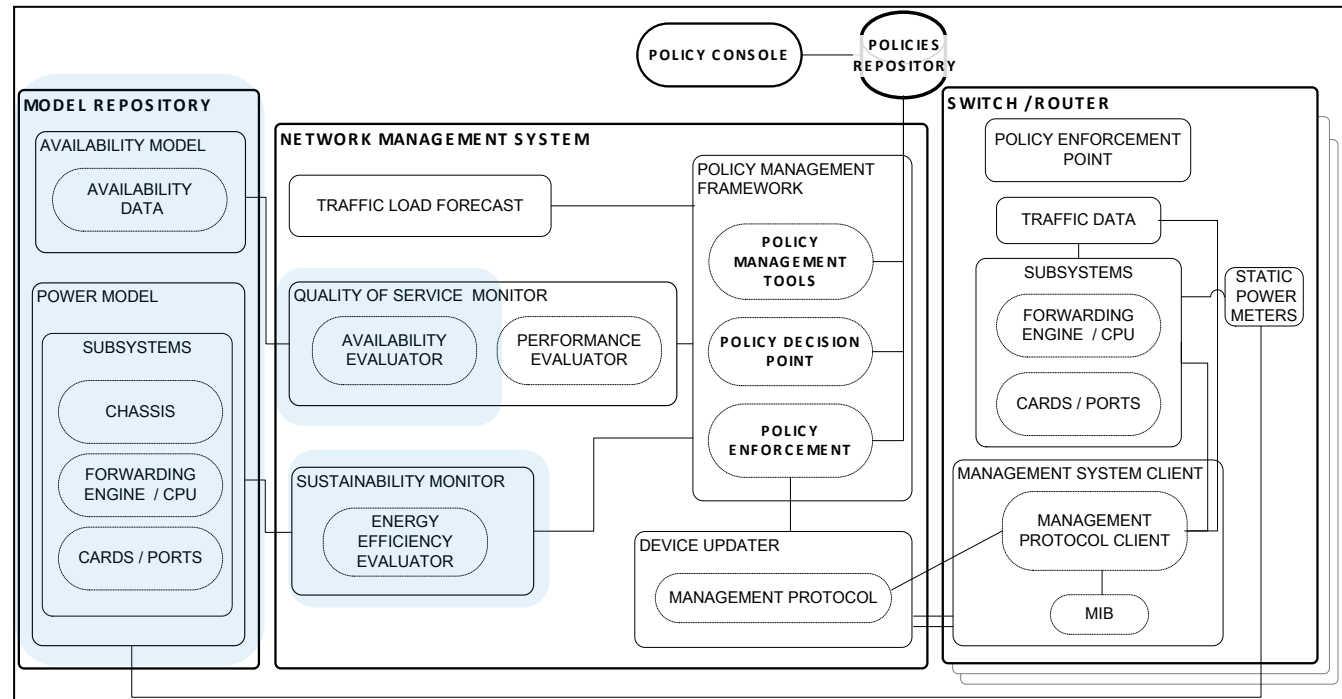 POLICY CONSOLE
POLICIES
REPOSITORY
MODEL REPOSITORY
AVAILABILITY MODEL
AVAILABILITY
DATA
POWER MODEL
SUBSYSTEMS
CHASSIS
FORWARDING
ENGINE / CPU
CARDS / PORTS
NETWORK MANAGEMENT SYSTEM
TRAFFIC LOAD FORECAST
QUALITY OF SERVICE MONITOR
AVAILABILITY
EVALUATOR
PERFORMANCE
EVALUATOR
SUSTAINABILITY MONITOR
ENERGY
EFFICIENCY
EVALUATOR
POLICY MANAGEMENT
FRAMEWORK
POLICY
MANAGEMENT
TOOLS
POLICY DECISION
POINT
POLICY
ENFORCEMENT
DEVICE UPDATER
MANAGEMENT PROTOCOL
SWITCH /ROUTER
POLICY ENFORCEMENT
POINT
TRAFFIC DATA
SUBSYSTEMS
FORWARDING
ENGINE / CPU
CARDS / PORTS
STATIC
POWER
METERS
MANAGEMENT SYSTEM CLIENT
MANAGEMENT
PROTOCOL CLIENT
MIB